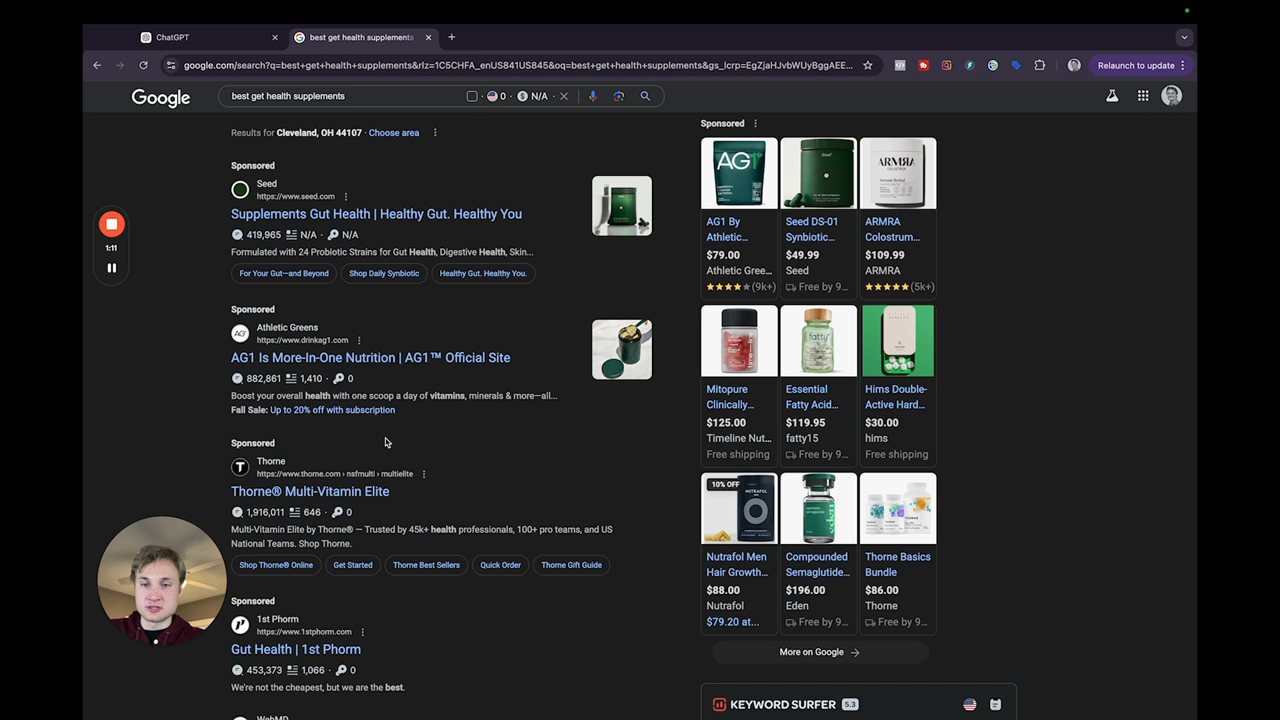 ChatGPT
best get health supplements
google.com/search?q=best+get+health+supplements&rlz=1C5CHFA_enUS841US845&oq=best+get+health+supplements&gs_lcrp=EgZjaHJvbWUyBggAEE...
Relaunch to update
Google
best get health supplements
0
N/A
Results for Cleveland, OH 44107 · Choose area
Sponsored
Seed
https://www.seed.com
Supplements Gut Health | Healthy Gut. Healthy You
419,965 N/A · N/A
Formulated with 24 Probiotic Strains for Gut Health, Digestive Health, Skin...
For Your Gut—and Beyond
Shop Daily Synbiotic
Healthy Gut. Healthy You.
Sponsored
AG1
Athletic Greens
https://www.drinkag1.com
AG1 Is More-In-One Nutrition | AG1™ Official Site
882,861 1,410 · 0
Boost your overall health with one scoop a day of vitamins, minerals & more—all...
Fall Sale: Up to 20% off with subscription
Sponsored
Thorne
https://www.thorne.com › nsfmulti › multielite
Thorne® Multi-Vitamin Elite
1,916,011 646 · 0
Multi-Vitamin Elite by Thorne® — Trusted by 45k+ health professionals, 100+ pro teams, and US
National Teams. Shop Thorne.
Shop Thorne® Online
Get Started
Thorne Best Sellers
Quick Order
Thorne Gift Guide
Sponsored
1st Phorm
https://www.1stphorm.com
Gut Health | 1st Phorm
453,373 1,066 · 0
We're not the cheapest, but we are the best.
WebMD
1:11
Sponsored
AG1
Seed
ARMRA
AG1 By
Athletic...
$79.00
Athletic Gree...
(9k+)
Seed DS-01
Synbiotic...
$49.99
Seed
Free by 9...
ARMRA
Colostrum...
$109.99
ARMRA
(5k+)
fatty
hims
Mitopure
Clinically...
$125.00
Timeline Nut...
Free shipping
Essential
Fatty Acid...
$119.95
fatty15
Free by 9...
Hims Double-
Active Hard...
$30.00
hims
Free shipping
10% OFF
NUTRAFOL
Nutrafol Men
Hair Growth...
$88.00
Nutrafol
$79.20 at...
Compounded
Semaglutide...
$196.00
Eden
Free by 9...
Thorne Basics
Bundle
$86.00
Thorne
Free by 9...
More on Google
KEYWORD SURFER 5.3